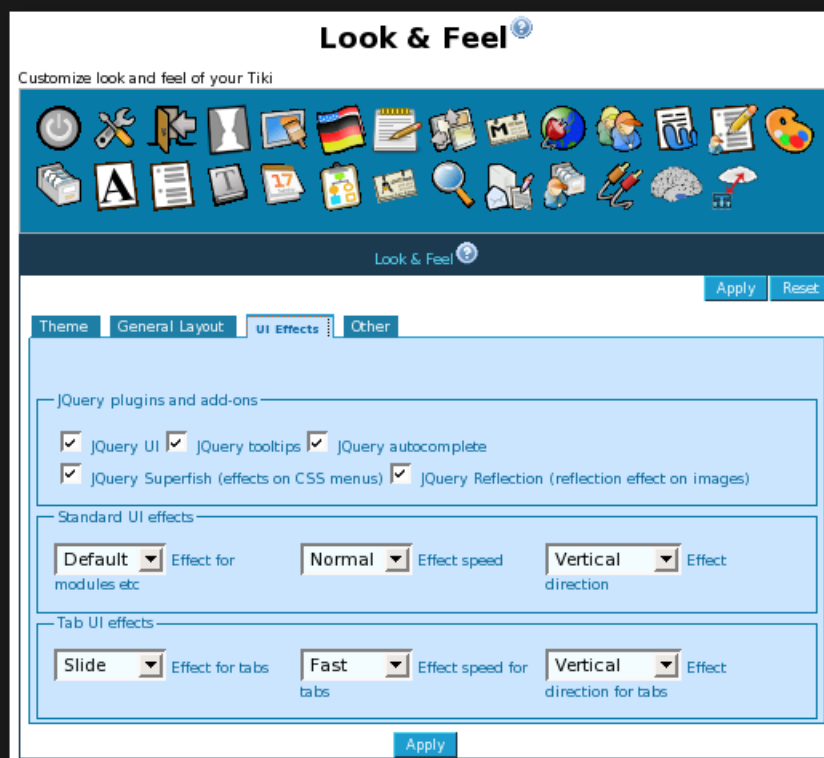 Look & Feel ?
Customize look and feel of your Tiki
M
A T 17 A
Look & Feel ?
Apply Reset
Theme General Layout UI Effects Other
JQuery plugins and add-ons
JQuery UI JQuery tooltips JQuery autocomplete
JQuery Superfish (effects on CSS menus) JQuery Reflection (reflection effect on images)
Standard UI effects
Default Effect for modules etc Normal Effect speed Vertical Effect direction
Tab UI effects
Slide Effect for tabs Fast Effect speed for tabs Vertical Effect direction for tabs
Apply